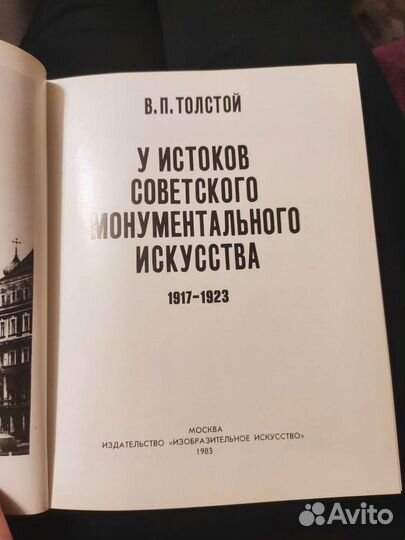 В.П.ТОЛСТОЙ
У ИСТОКОВ
СОВЕТСКОГО
МОНУМЕНТАЛЬНОГО
ИСКУССТВА
1917-1923
МОСКВА
ИЗДАТЕЛЬСТВО «ИЗОБРАЗИТЕЛЬНОЕ ИСКУССТВО»
1983
Avito